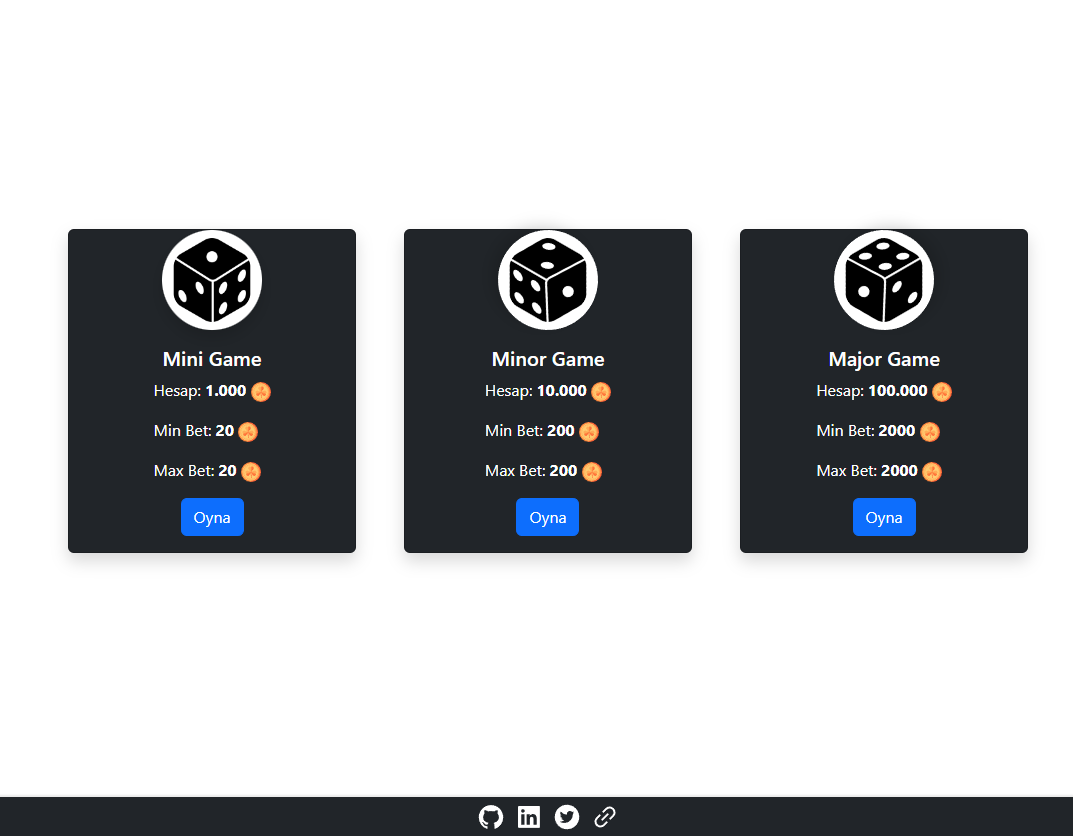 Mini Game
Hesap: 1.000
Min Bet: 20
Max Bet: 20
Oyna
Minor Game
Hesap: 10.000
Min Bet: 200
Max Bet: 200
Oyna
Major Game
Hesap: 100.000
Min Bet: 2000
Max Bet: 2000
Oyna
in